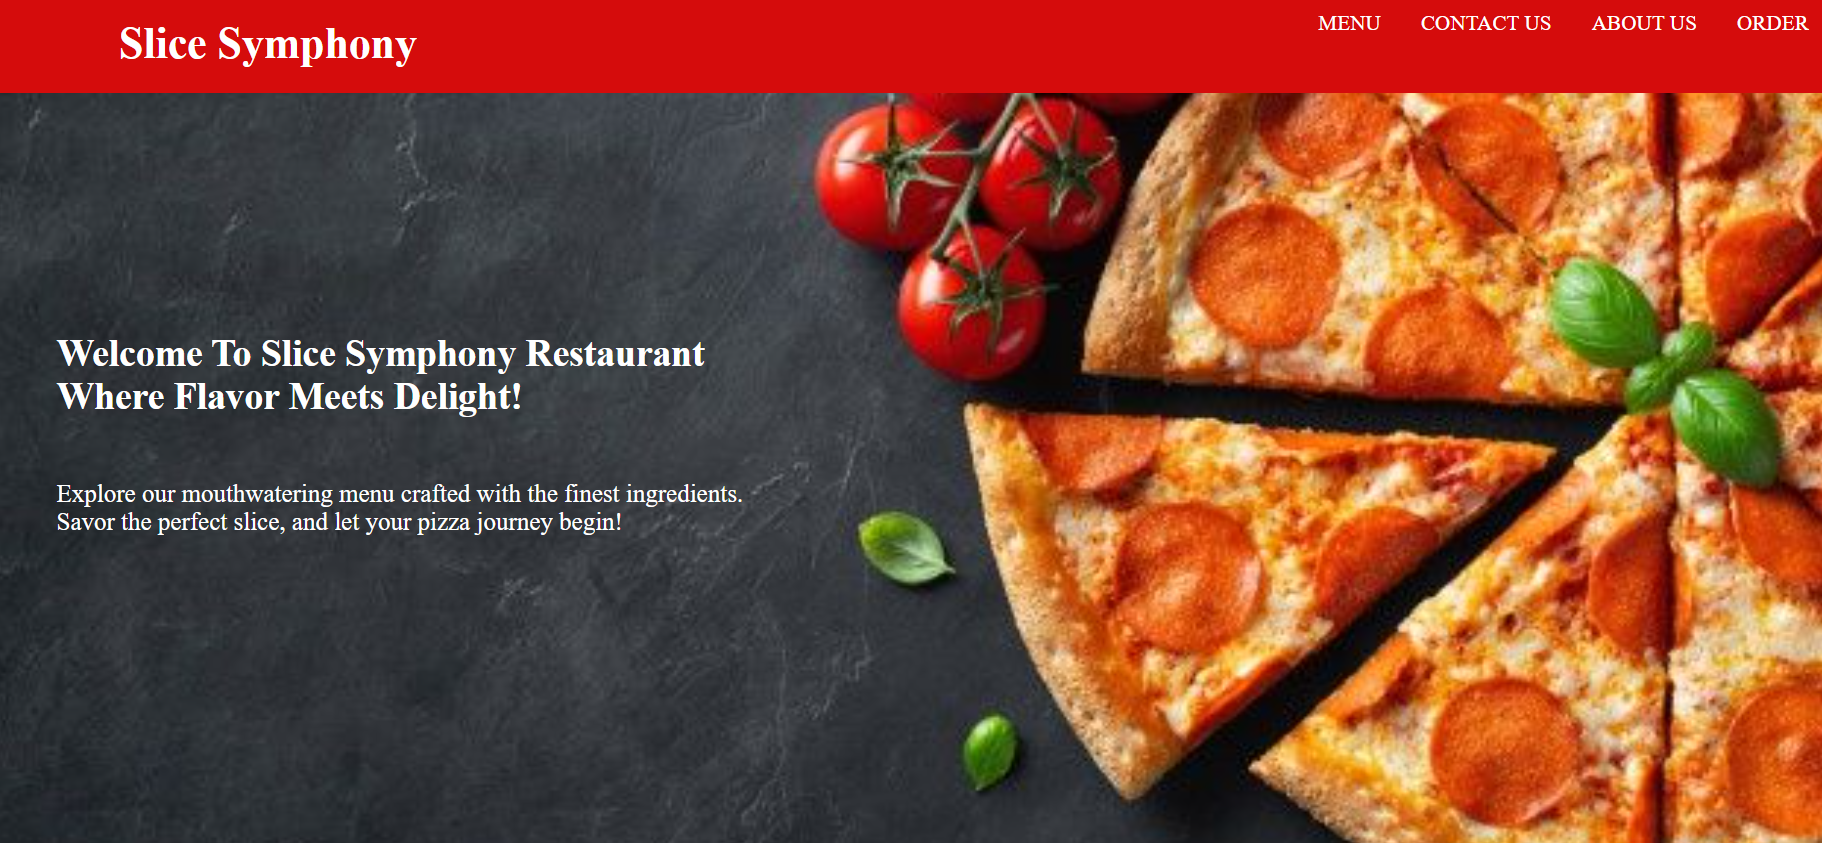 Slice Symphony
MENU CONTACT US ABOUT US ORDER
Welcome To Slice Symphony Restaurant
Where Flavor Meets Delight!
Explore our mouthwatering menu crafted with the finest ingredients.
Savor the perfect slice, and let your pizza journey begin!